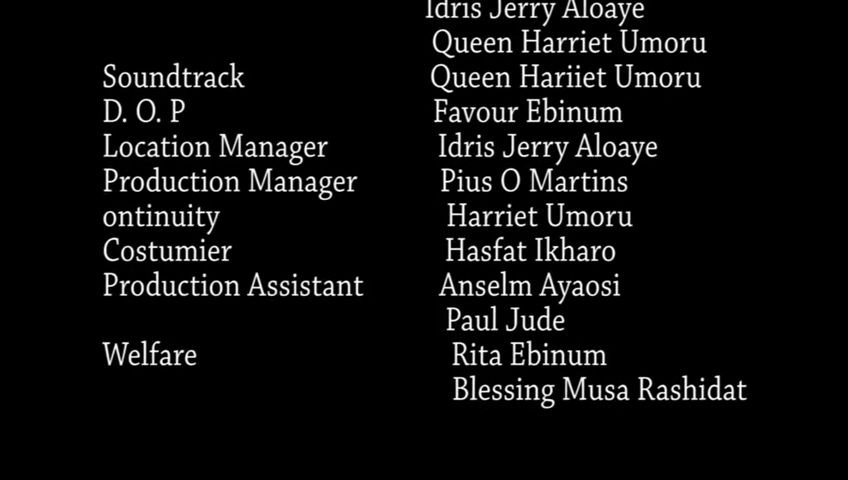 Idris Jerry Aloaye
Queen Harriet Umoru
Soundtrack Queen Hariiet Umoru
D. O. P Favour Ebinum
Location Manager Idris Jerry Aloaye
Production Manager Pius O Martins
ontinuity Harriet Umoru
Costumier Hasfat Ikharo
Production Assistant Anselm Ayaosi
Paul Jude
Welfare Rita Ebinum
Blessing Musa Rashidat